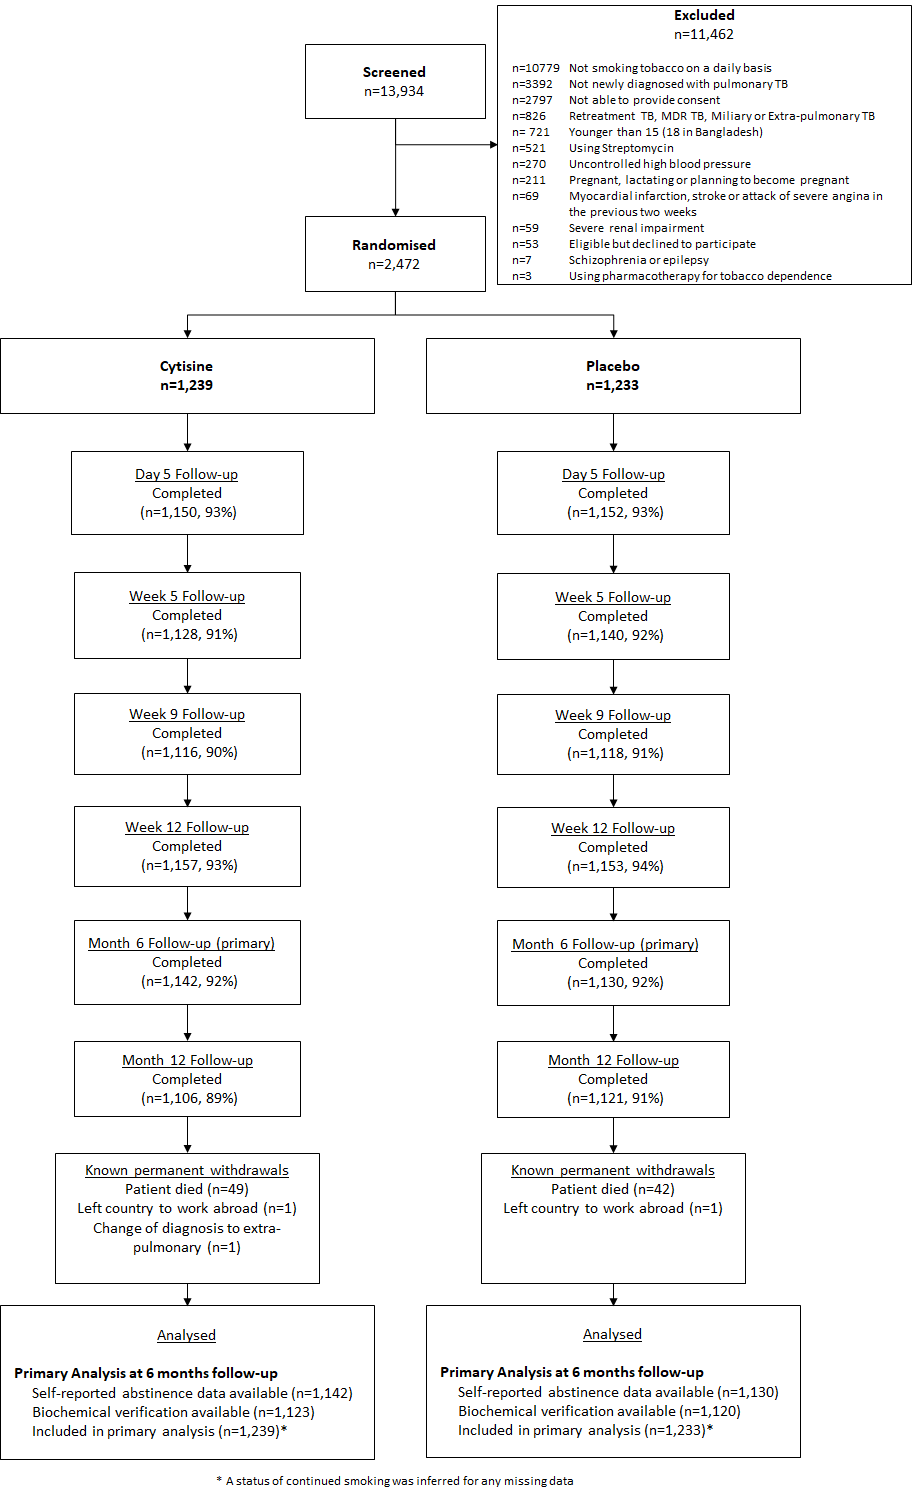 Excluded
n=11,462
n=10779 Not smoking tobacco on a daily basis
n=3392 Not newly diagnosed with pulmonary TB
n=2797 Not able to provide consent
n=826 Retreatment TB, MDR TB, Miliary or Extra-pulmonary TB
n= 721 Younger than 15 (18 in Bangladesh)
n=521 Using Streptomycin
n=270 Uncontrolled high blood pressure
n=211 Pregnant, lactating or planning to become pregnant
n=69 Myocardial infarction, stroke or attack of severe angina in
the previous two weeks
n=59 Severe renal impairment
n=53 Eligible but declined to participate
n=7 Schizophrenia or epilepsy
n=3 Using pharmacotherapy for tobacco dependence
Screened
n=13,934
Randomised
n=2,472
Cytisine
n=1,239
Placebo
n=1,233
Day 5 Follow-up
Completed
(n=1,150, 93%)
Day 5 Follow-up
Completed
(n=1,152, 93%)
Week 5 Follow-up
Completed
(n=1,128, 91%)
Week 5 Follow-up
Completed
(n=1,140, 92%)
Week 9 Follow-up
Completed
(n=1,116, 90%)
Week 9 Follow-up
Completed
(n=1,118, 91%)
Week 12 Follow-up
Completed
(n=1,157, 93%)
Week 12 Follow-up
Completed
(n=1,153, 94%)
Month 6 Follow-up (primary)
Completed
(n=1,142, 92%)
Month 6 Follow-up (primary)
Completed
(n=1,130, 92%)
Month 12 Follow-up
Completed
(n=1,106, 89%)
Month 12 Follow-up
Completed
(n=1,121, 91%)
Known permanent withdrawals
Patient died (n=49)
Left country to work abroad (n=1)
Change of diagnosis to extra-
pulmonary (n=1)
Known permanent withdrawals
Patient died (n=42)
Left country to work abroad (n=1)
Analysed
Primary Analysis at 6 months follow-up
Self-reported abstinence data available (n=1,142)
Biochemical verification available (n=1,123)
Included in primary analysis (n=1,239)*
Analysed
Primary Analysis at 6 months follow-up
Self-reported abstinence data available (n=1,130)
Biochemical verification available (n=1,120)
Included in primary analysis (n=1,233)*
* A status of continued smoking was inferred for any missing data